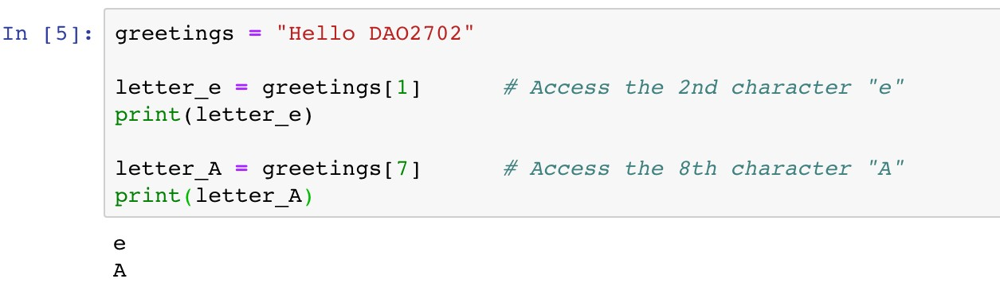 In [5]: greetings = "Hello DAO2702"
letter_e = greetings[1]      # Access the 2nd character "e"
print(letter_e)
letter_A = greetings[7]      # Access the 8th character "A"
print(letter_A)
e
A